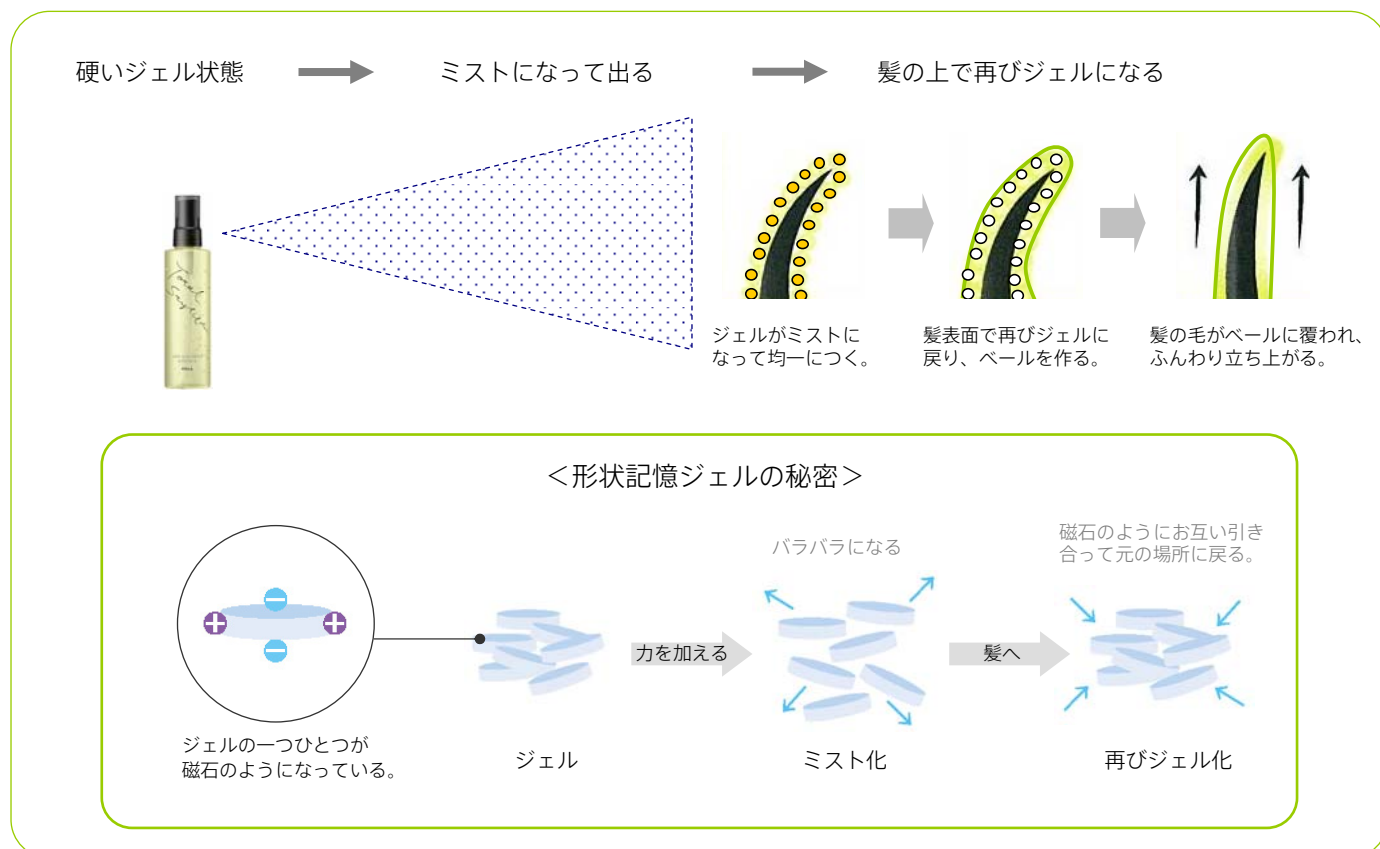 硬いジェル状態
ミストになって出る
髪の上で再びジェルになる
ジェルがミストに
なって均一につく。
髪表面で再びジェルに
戻り、ベールを作る。
髪の毛がベールに覆われ、
ふんわり立ち上がる。
＜形状記憶ジェルの秘密＞
バラバラになる
磁石のようにお互い引き
合って元の場所に戻る。
力を加える
髪へ
ジェルの一つひとつが
磁石のようになっている。
ジェル
ミスト化
再びジェル化